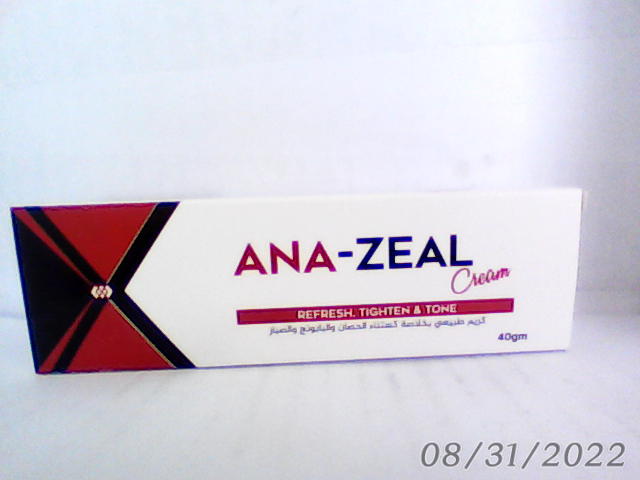 ANA-ZEAL
Cream
REFRESH, TIGHTEN & TONE
كريم طبيعي بخلاصة كستناء الحصان والبابونج والصبار
40gm
08/31/2022